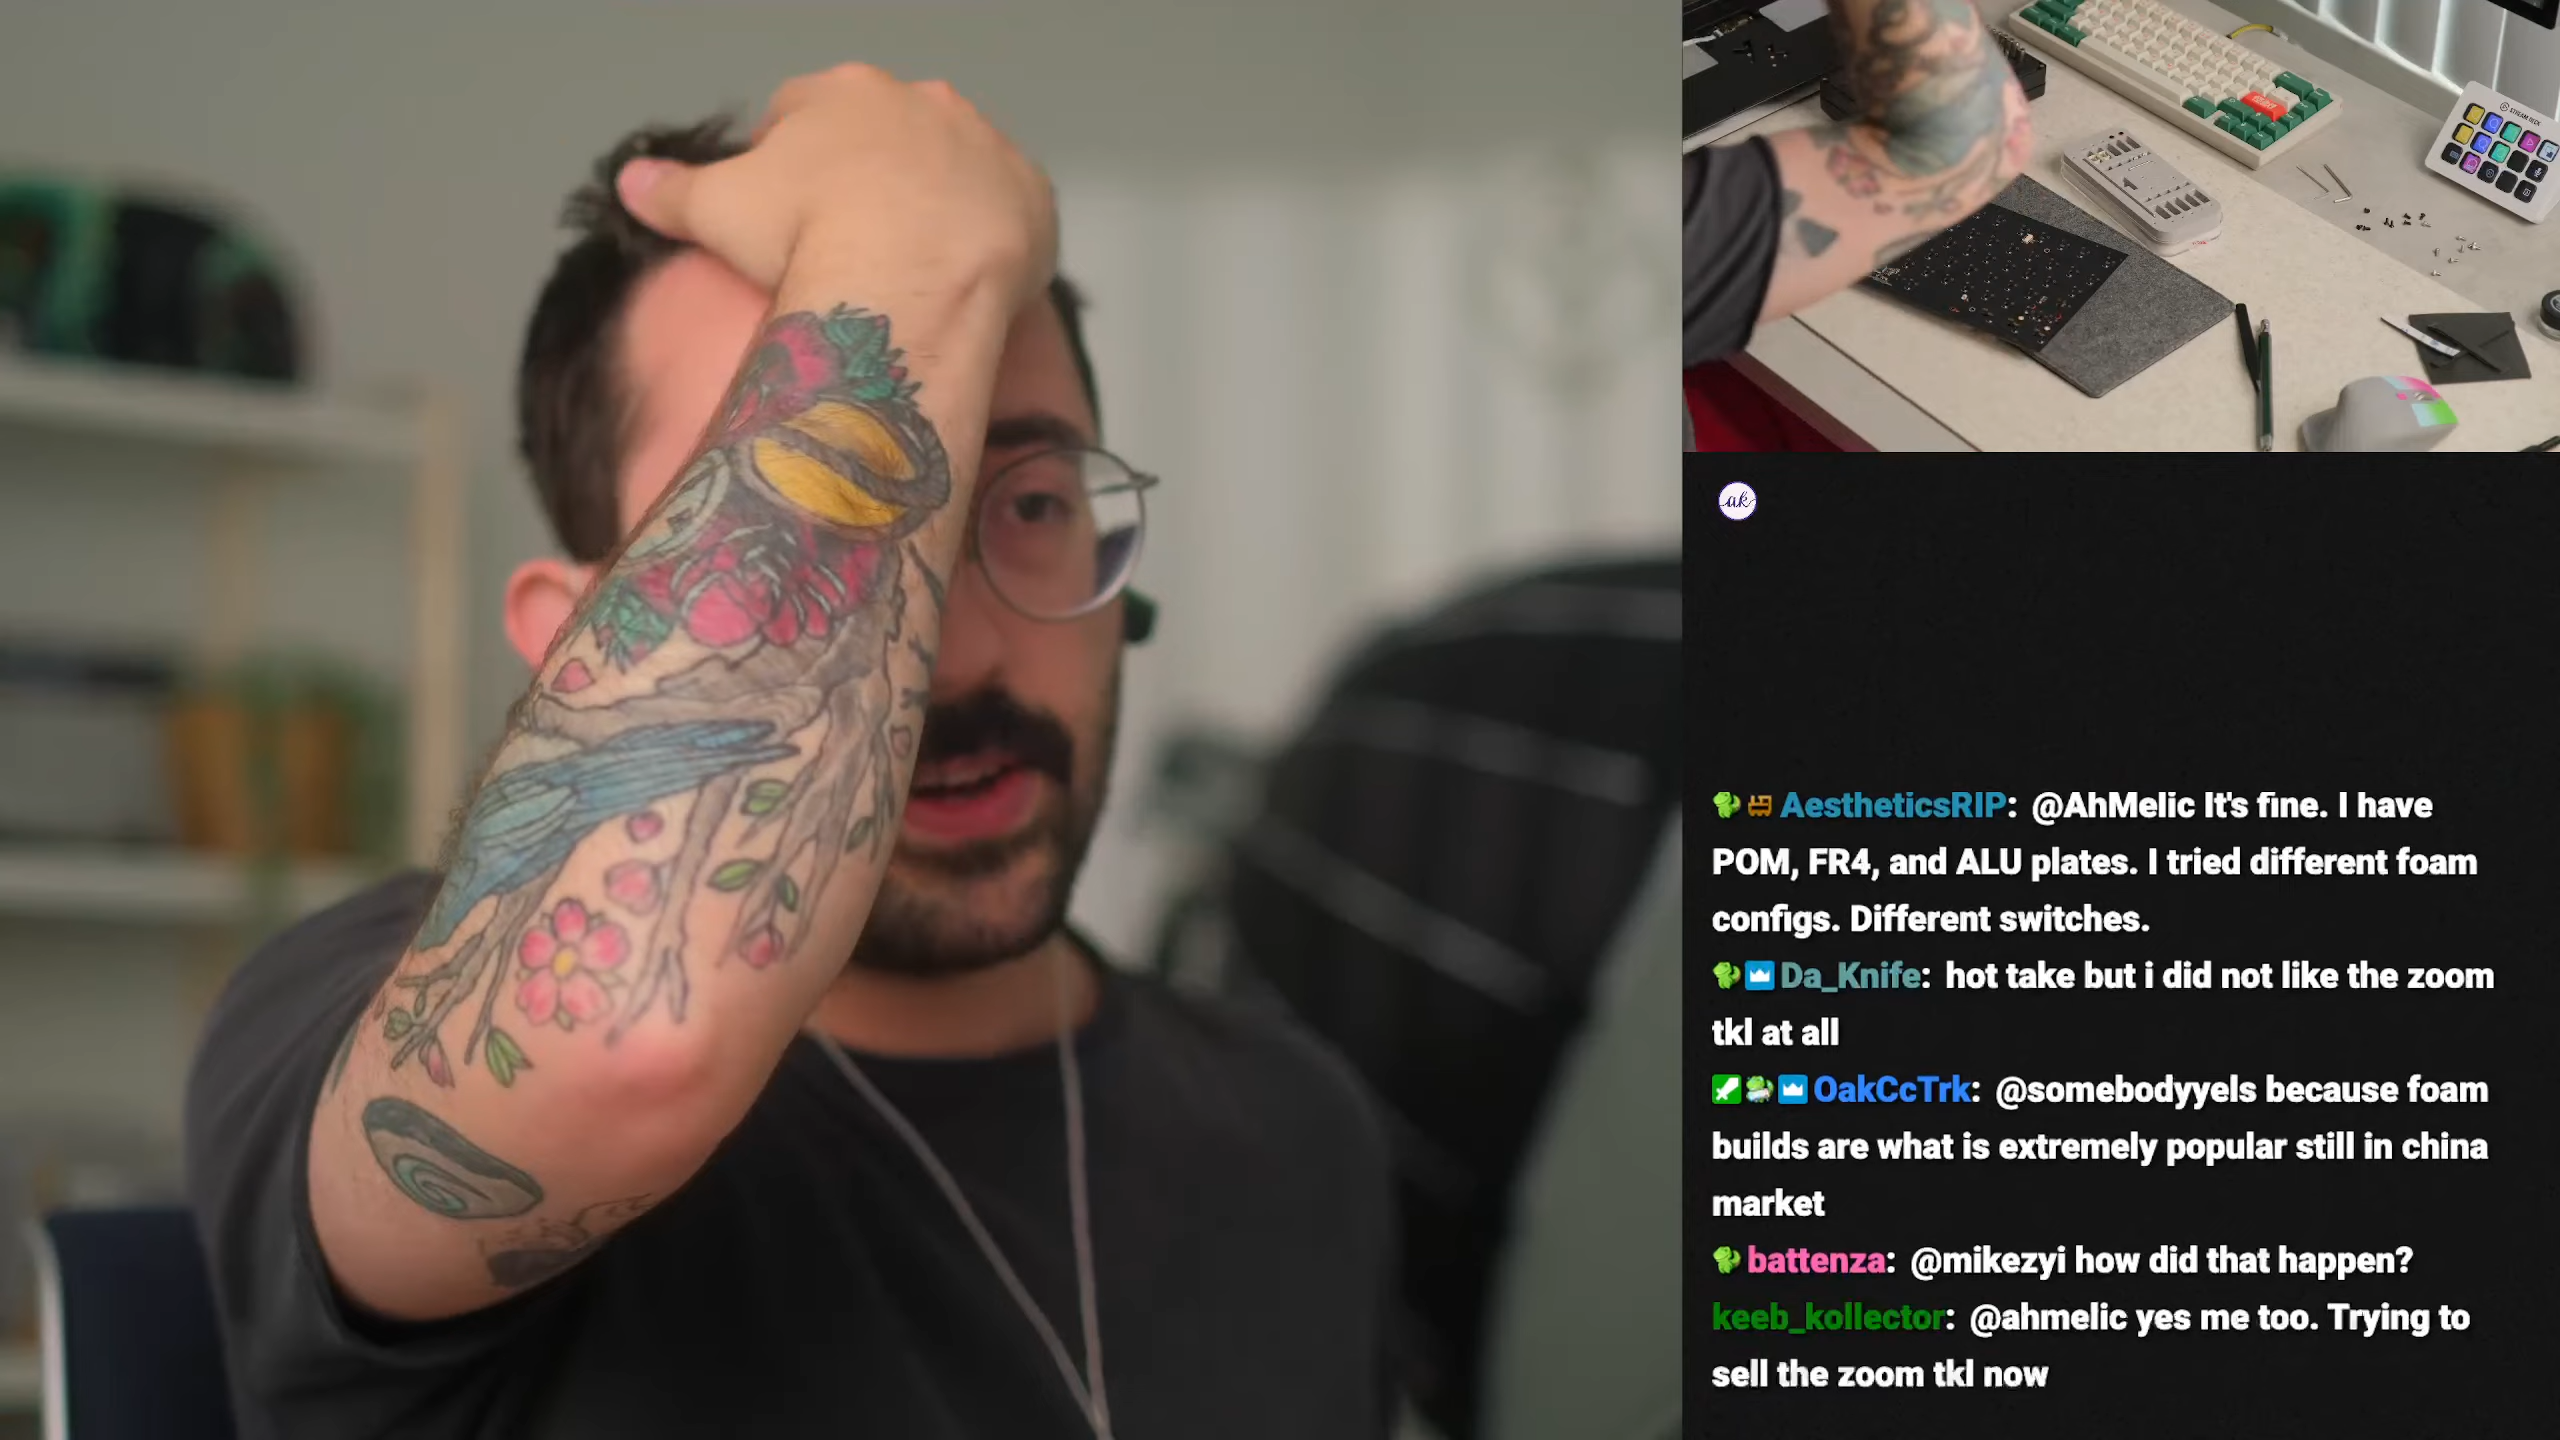 STREAM DECK
ak
AestheticsRIP: @AhMelic It's fine. I have
POM, FR4, and ALU plates. I tried different foam
configs. Different switches.
Da_Knife: hot take but i did not like the zoom
tkl at all
OakCcTrk: @somebodyyels because foam
builds are what is extremely popular still in china
market
battenza: @mikezyi how did that happen?
keeb_kollector: @ahmelic yes me too. Trying to
sell the zoom tkl now